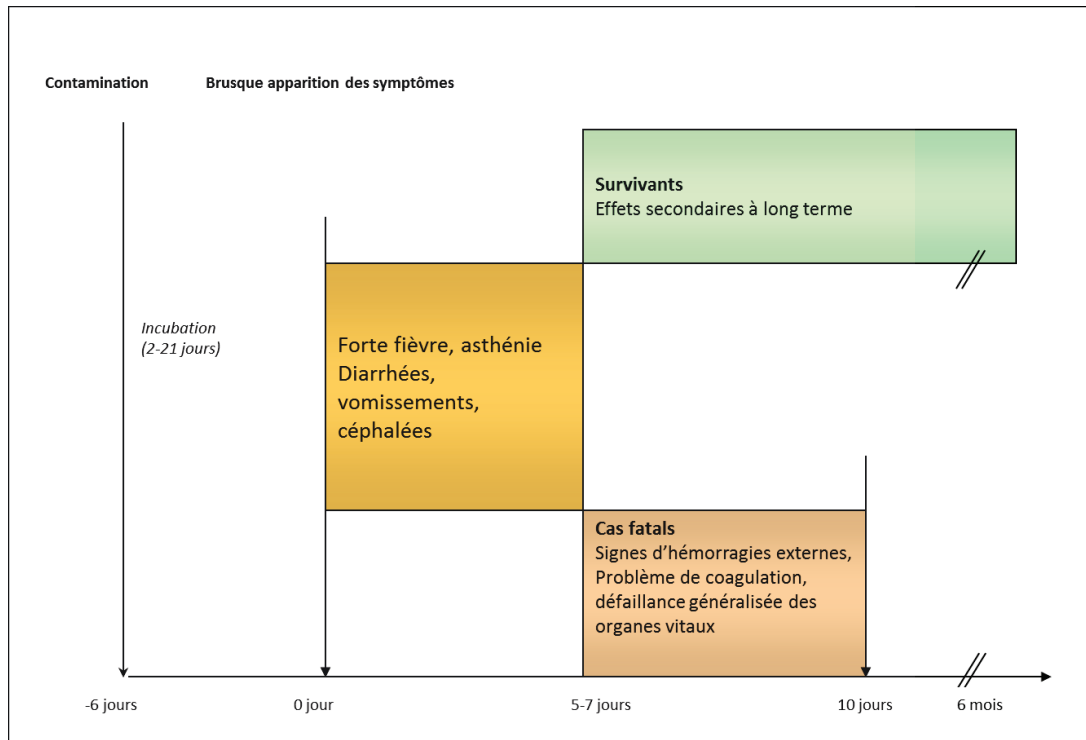 Contamination
Brusque apparition des symptômes
Survivants
Effets secondaires à long terme
Incubation
(2-21 jours)
Forte fièvre, asthénie
Diarrhées,
vomissements,
céphalées
Cas fatals
Signes d’hémorragies externes,
Problème de coagulation,
défaillance généralisée des
organes vitaux
-6 jours
0 jour
5-7 jours
10 jours
6 mois